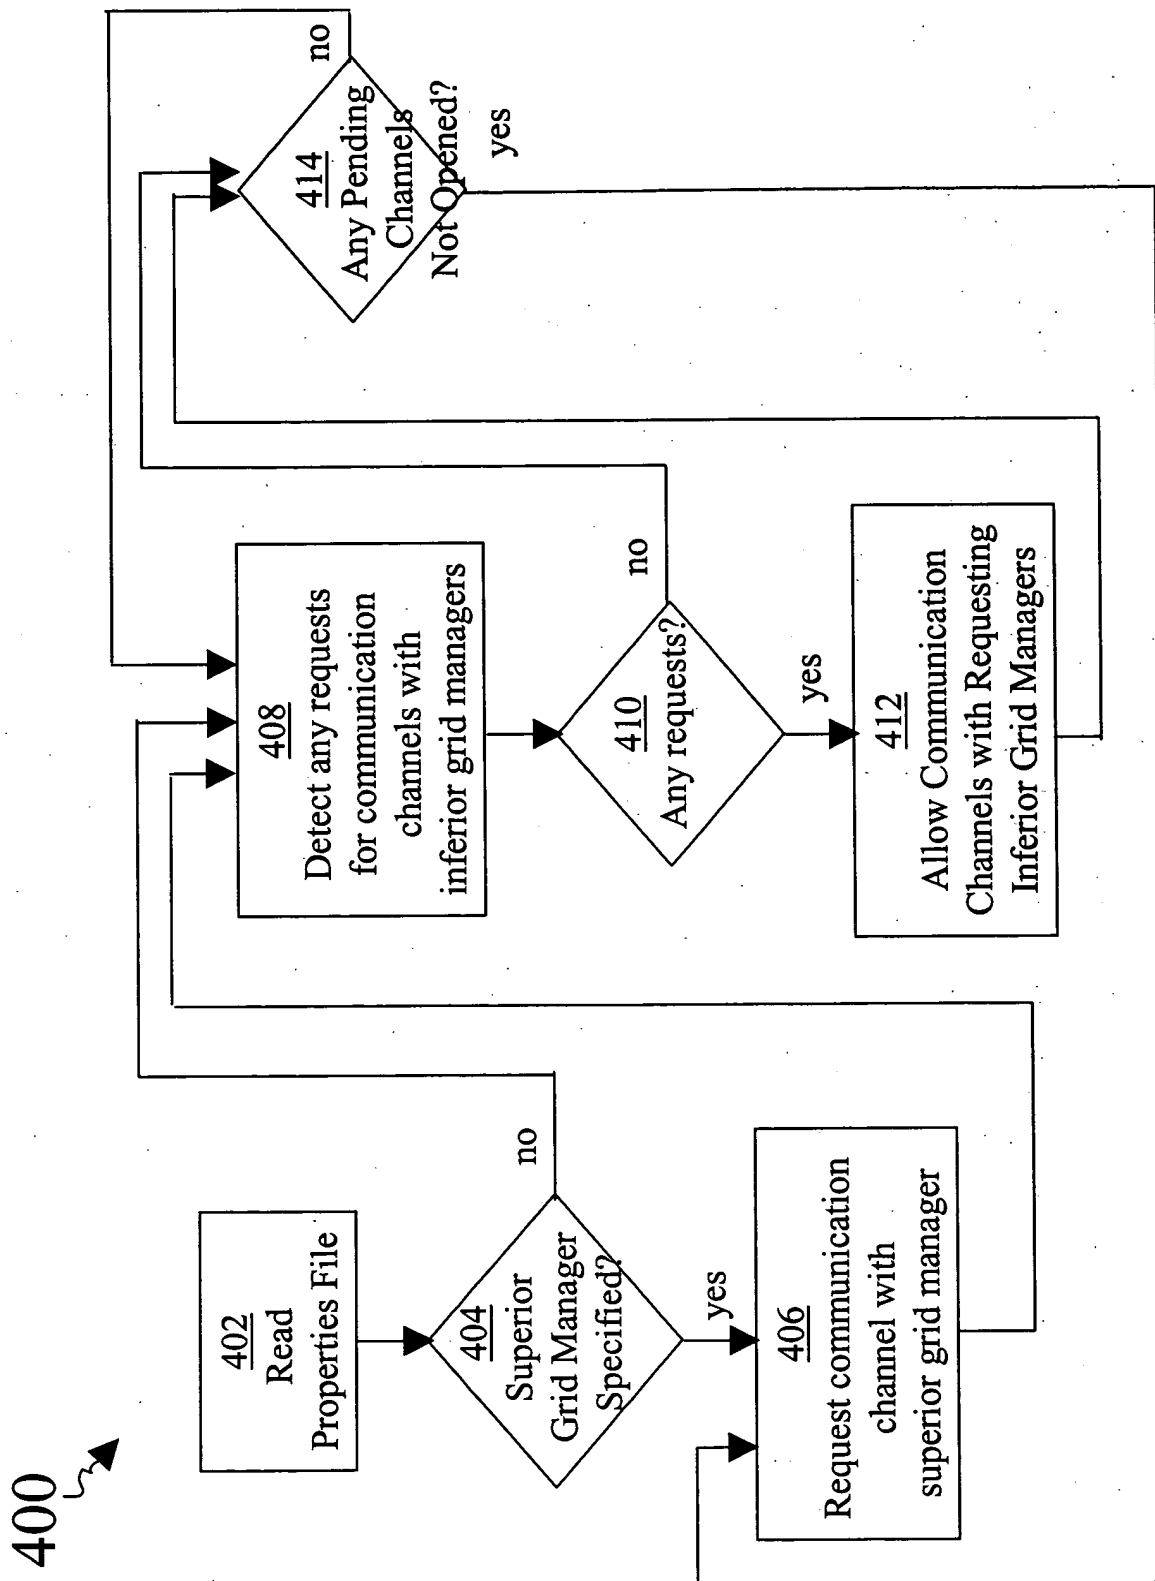 400
402
Read
Properties File
404
Superior
Grid Manager
Specified?
no
yes
406
Request communication
channel with
superior grid manager
408
Detect any requests
for communication
channels with
inferior grid managers
410
Any requests?
no
yes
412
Allow Communication
Channels with Requesting
Inferior Grid Managers
414
Any Pending
Channels
Not Opened?
no
yes